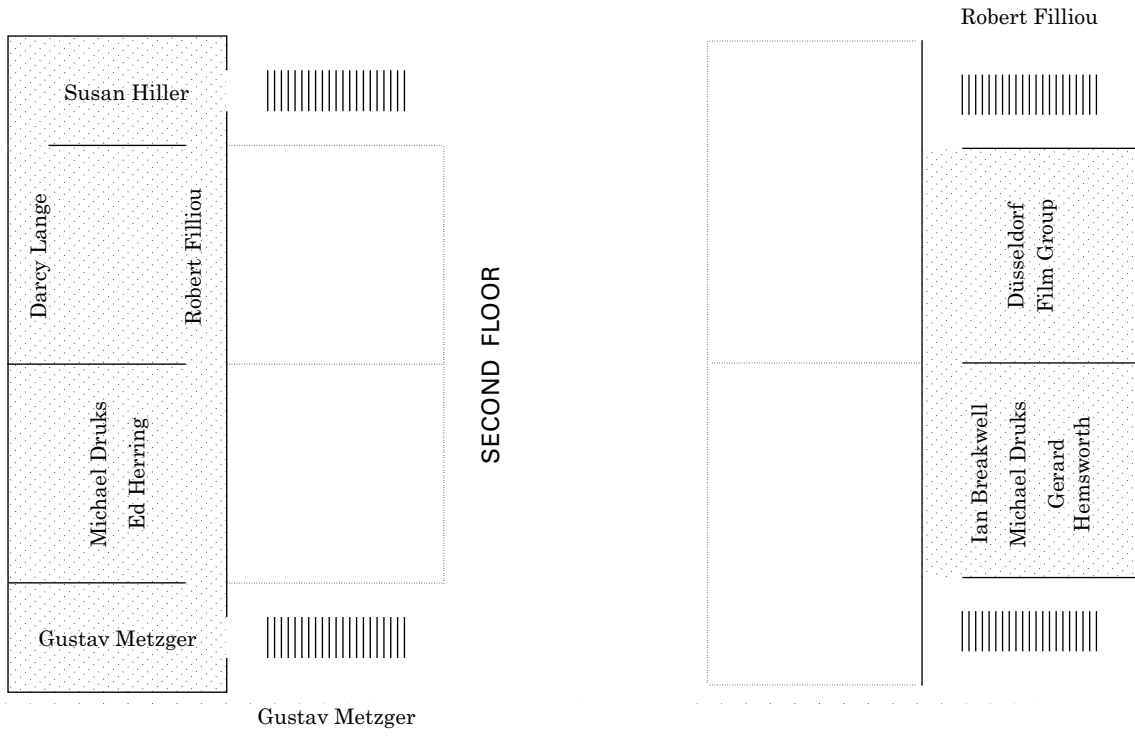 Robert Filliou
Susan Hiller
Darcy Lange
Robert Filliou
Michael Druks
Ed Herring
Gustav Metzger
Gustav Metzger
SECOND FLOOR
Düsseldorf
Film Group
Ian Breakwell
Michael Druks
Gerard
Hemsworth